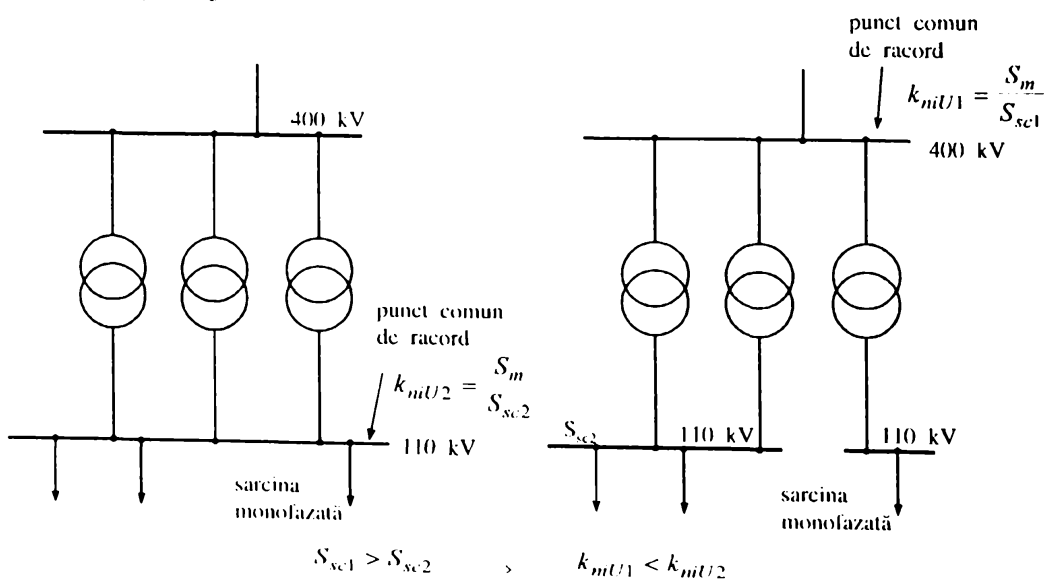 400 kV
punct comun
de racord
k_{niU2} = S_m / S_{sc2}
110 kV
sarcina
monofazată
punct comun
de racord
k_{niU1} = S_m / S_{sc1}
400 kV
S_{sc2}
110 kV
110 kV
sarcina
monofazată
S_{sc1} > S_{sc2} , k_{niU1} < k_{niU2}